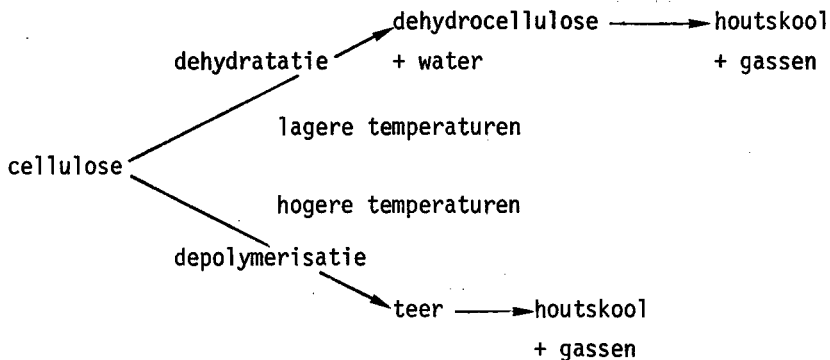 dehydrocellulose houtskool
dehydratatie + water + gassen
lagere temperaturen
cellulose
hogere temperaturen
depolymerisatie
teer houtskool
+ gassen